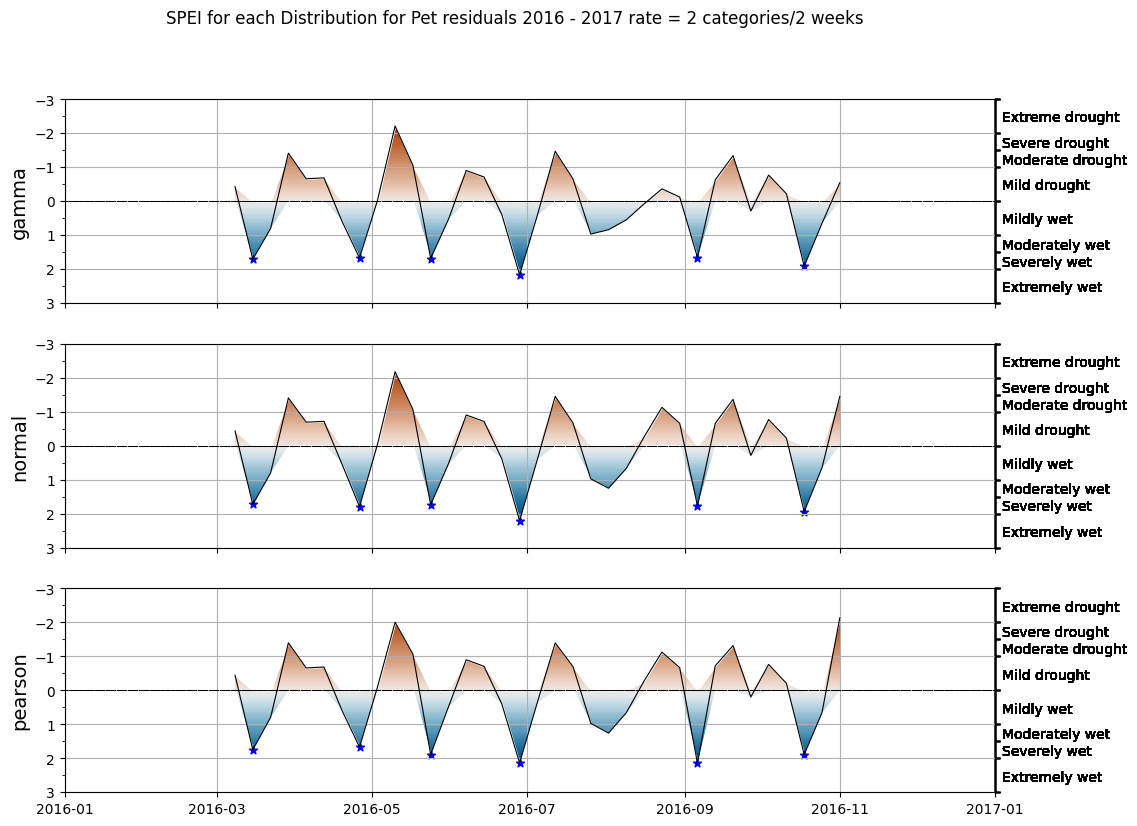 SPEI for each Distribution for Pet residuals 2016 - 2017 rate = 2 categories/2 weeks
gamma
−3
−2
−1
0
1
2
3
Extreme drought
Severe drought
Moderate drought
Mild drought
Mildly wet
Moderately wet
Severely wet
Extremely wet
normal
−3
−2
−1
0
1
2
3
Extreme drought
Severe drought
Moderate drought
Mild drought
Mildly wet
Moderately wet
Severely wet
Extremely wet
pearson
−3
−2
−1
0
1
2
3
Extreme drought
Severe drought
Moderate drought
Mild drought
Mildly wet
Moderately wet
Severely wet
Extremely wet
2016-01 2016-03 2016-05 2016-07 2016-09 2016-11 2017-01